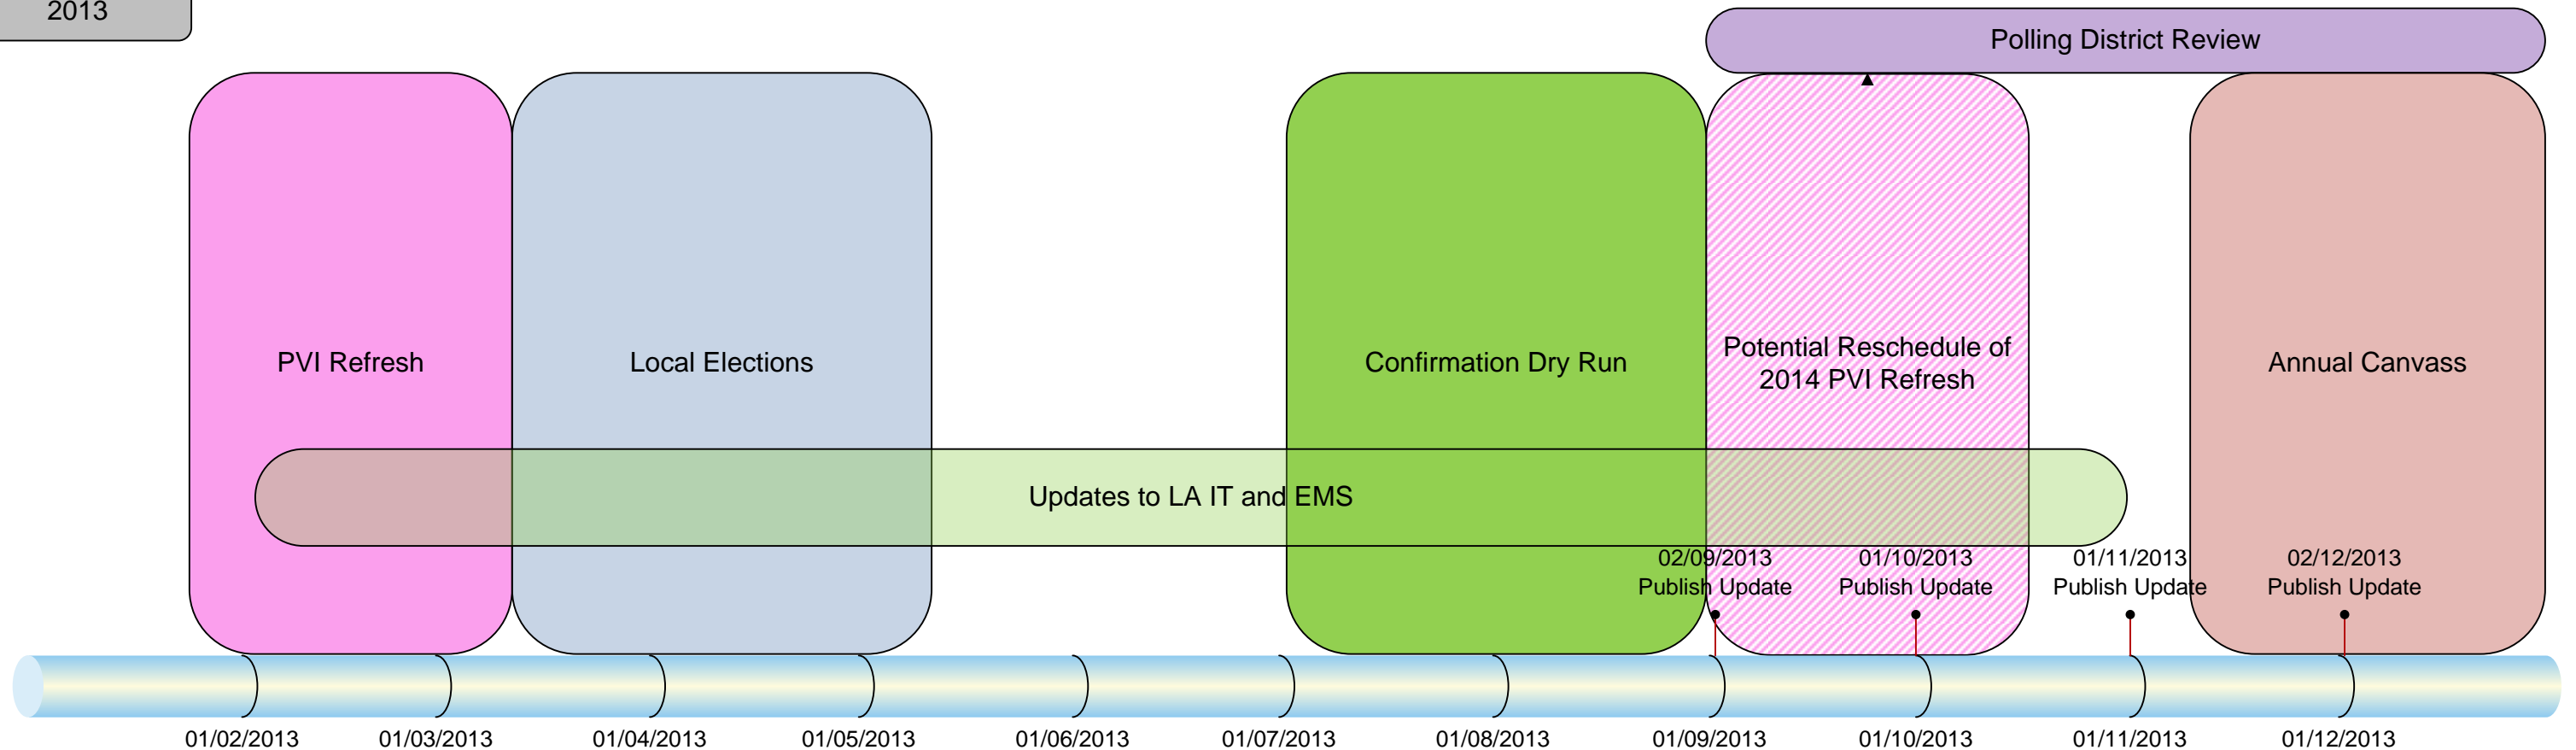 2013
Polling District Review
PVI Refresh
Local Elections
Confirmation Dry Run
Potential Reschedule of
2014 PVI Refresh
Annual Canvass
Updates to LA IT and EMS
02/09/2013
Publish Update
01/10/2013
Publish Update
01/11/2013
Publish Update
02/12/2013
Publish Update
01/02/2013
01/03/2013
01/04/2013
01/05/2013
01/06/2013
01/07/2013
01/08/2013
01/09/2013
01/10/2013
01/11/2013
01/12/2013